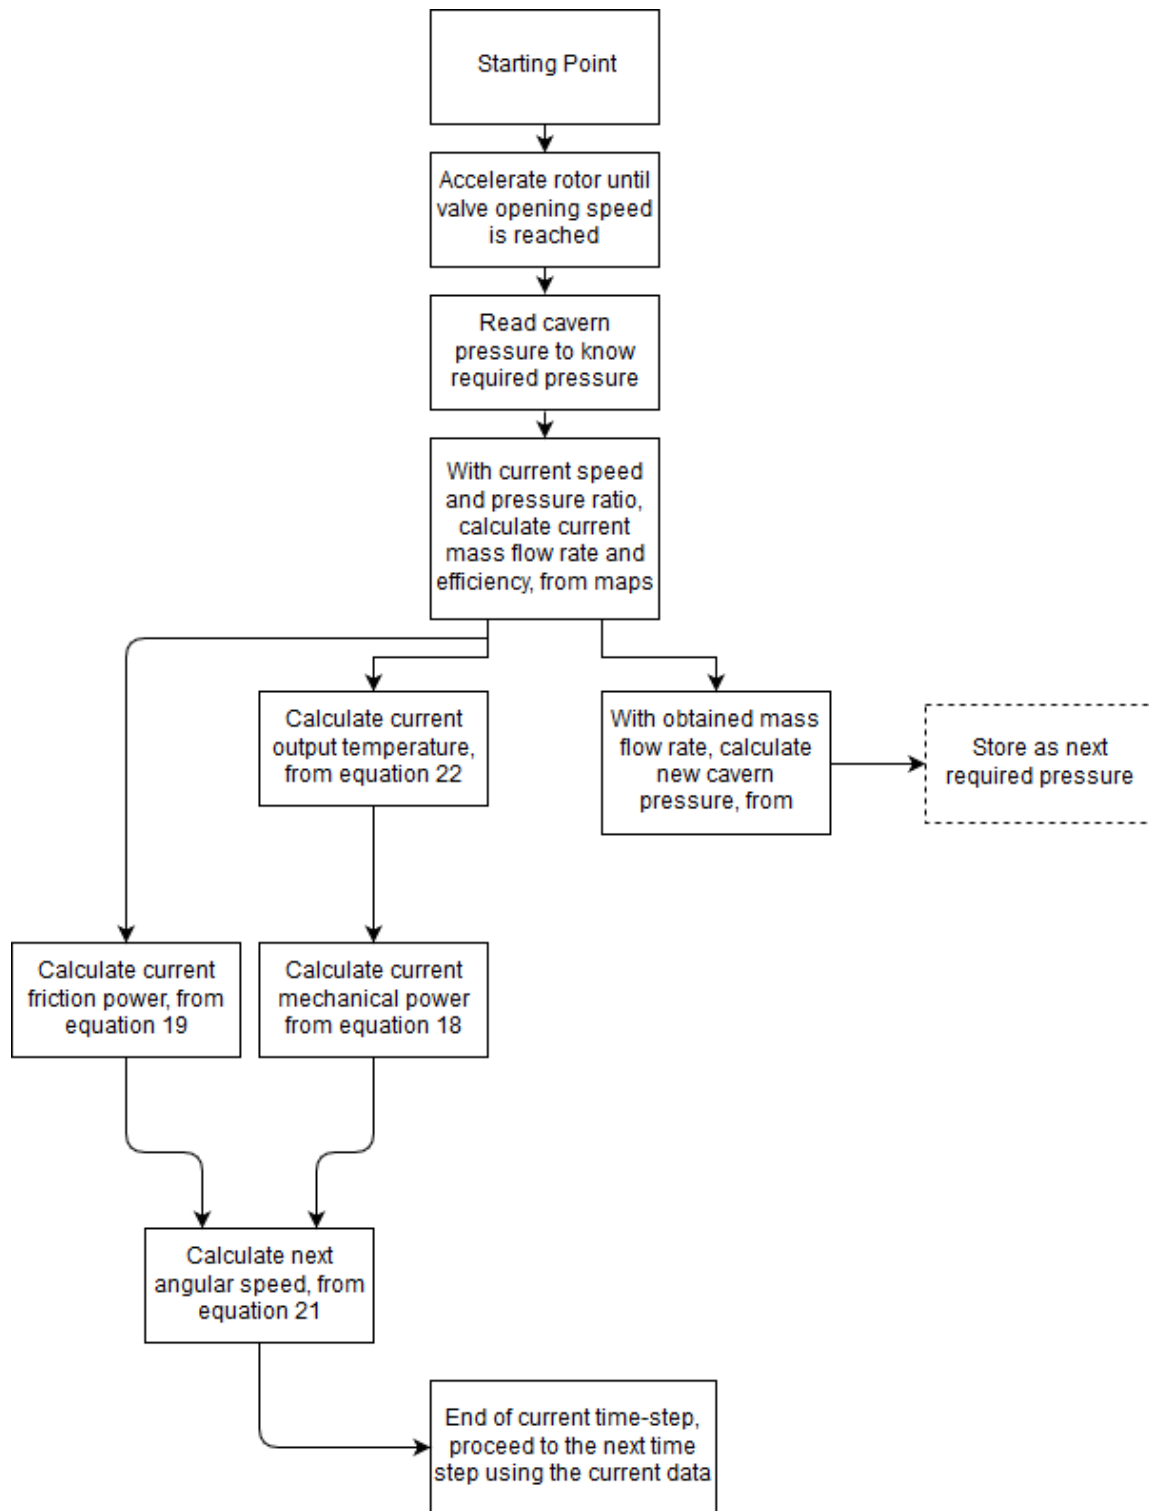 Starting Point
Accelerate rotor until
valve opening speed
is reached
Read cavern
pressure to know
required pressure
With current speed
and pressure ratio,
calculate current
mass flow rate and
efficiency, from maps
Calculate current
output temperature,
from equation 22
With obtained mass
flow rate, calculate
new cavern
pressure, from
Store as next
required pressure
Calculate current
friction power, from
equation 19
Calculate current
mechanical power
from equation 18
Calculate next
angular speed, from
equation 21
End of current time-step,
proceed to the next time
step using the current data